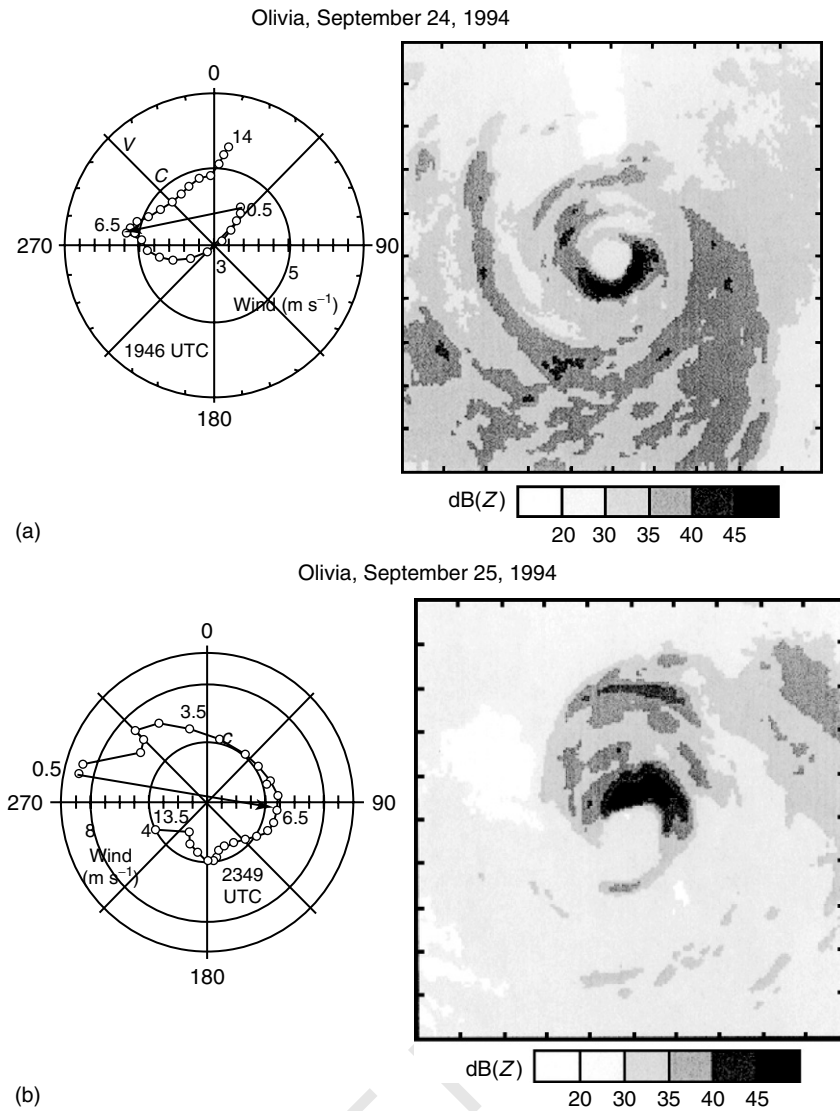 Olivia, September 24, 1994
0
V
14
C
0.5
6.5
270
90
3
5
Wind (m s⁻¹)
1946 UTC
180
dB(Z)
20 30 35 40 45
(a)
Olivia, September 25, 1994
0
3.5
c
0.5
270
90
6.5
13.5
4
8
Wind
(m s⁻¹)
2349
UTC
180
dB(Z)
20 30 35 40 45
(b)